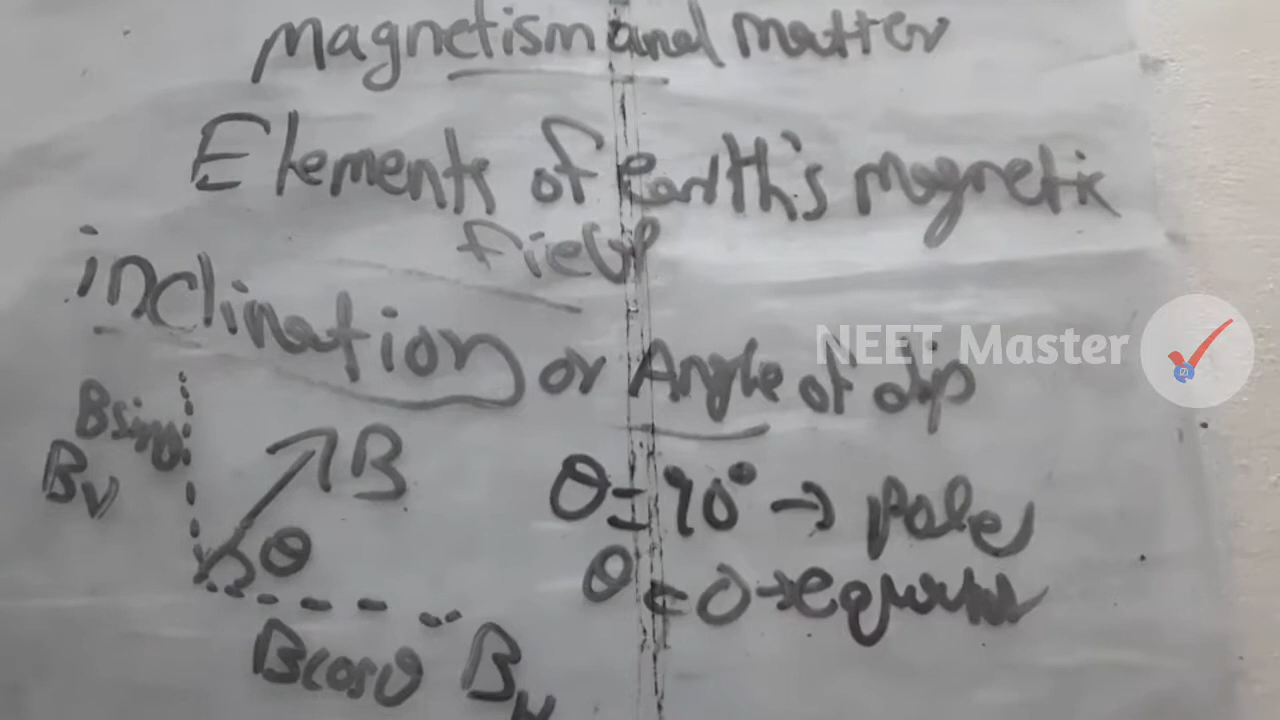 magnetism and matter
Elements of earth's magnetic
field
inclination or Angle of dip
NEET Master
Bsinθ
Bv
B
θ
θ = 90° → Poles
θ = 0 → equator
Bcosθ BH